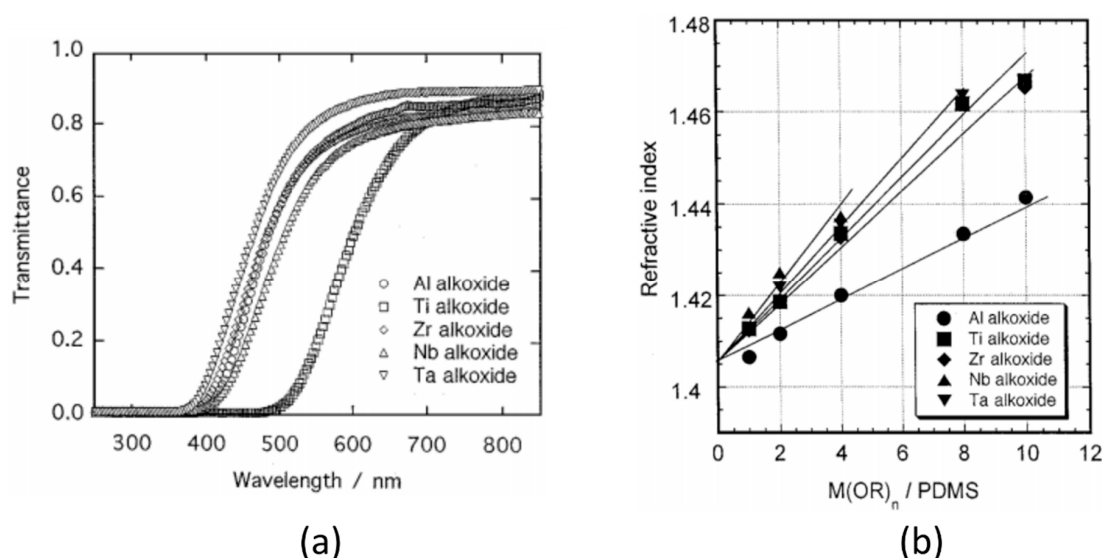 1.0
0.8
0.6
0.4
0.2
0.0
Transmittance
300 400 500 600 700 800
Wavelength / nm
Al alkoxide
Ti alkoxide
Zr alkoxide
Nb alkoxide
Ta alkoxide
(a)
1.48
1.46
1.44
1.42
1.4
Refractive index
0 2 4 6 8 10 12
M(OR)n / PDMS
Al alkoxide
Ti alkoxide
Zr alkoxide
Nb alkoxide
Ta alkoxide
(b)